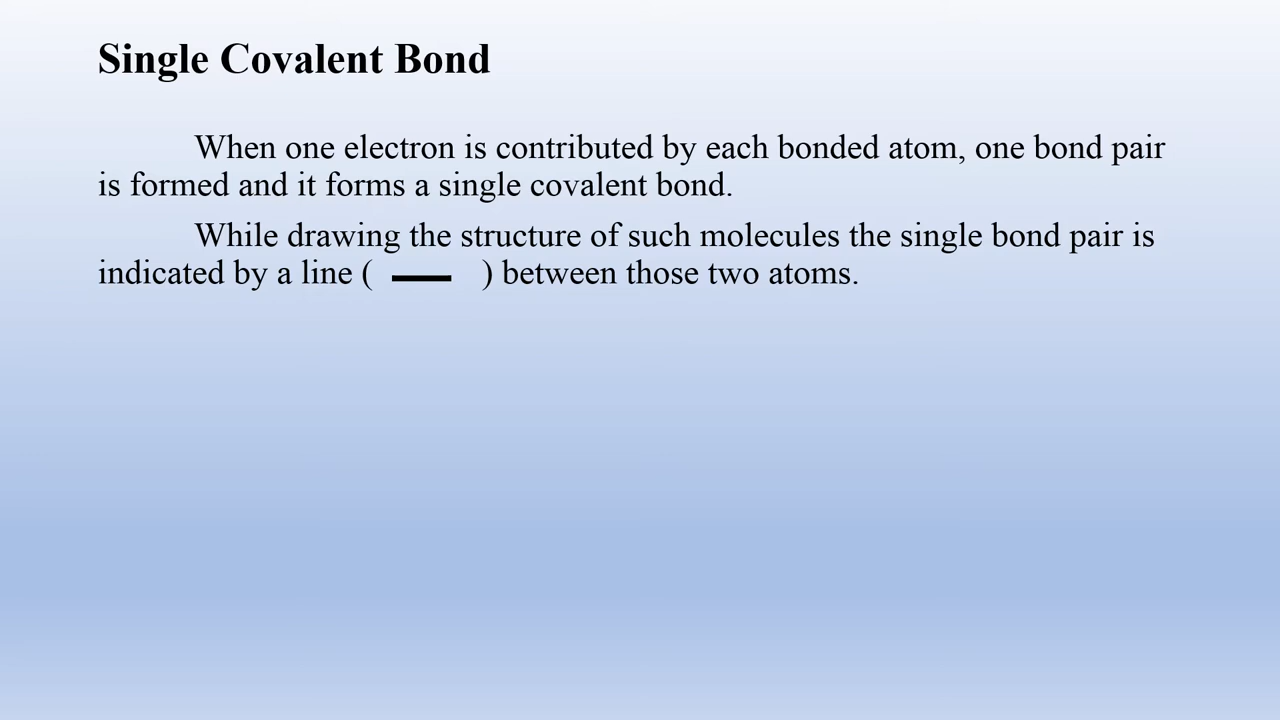 Single Covalent Bond
When one electron is contributed by each bonded atom, one bond pair
is formed and it forms a single covalent bond.
While drawing the structure of such molecules the single bond pair is
indicated by a line ( — ) between those two atoms.